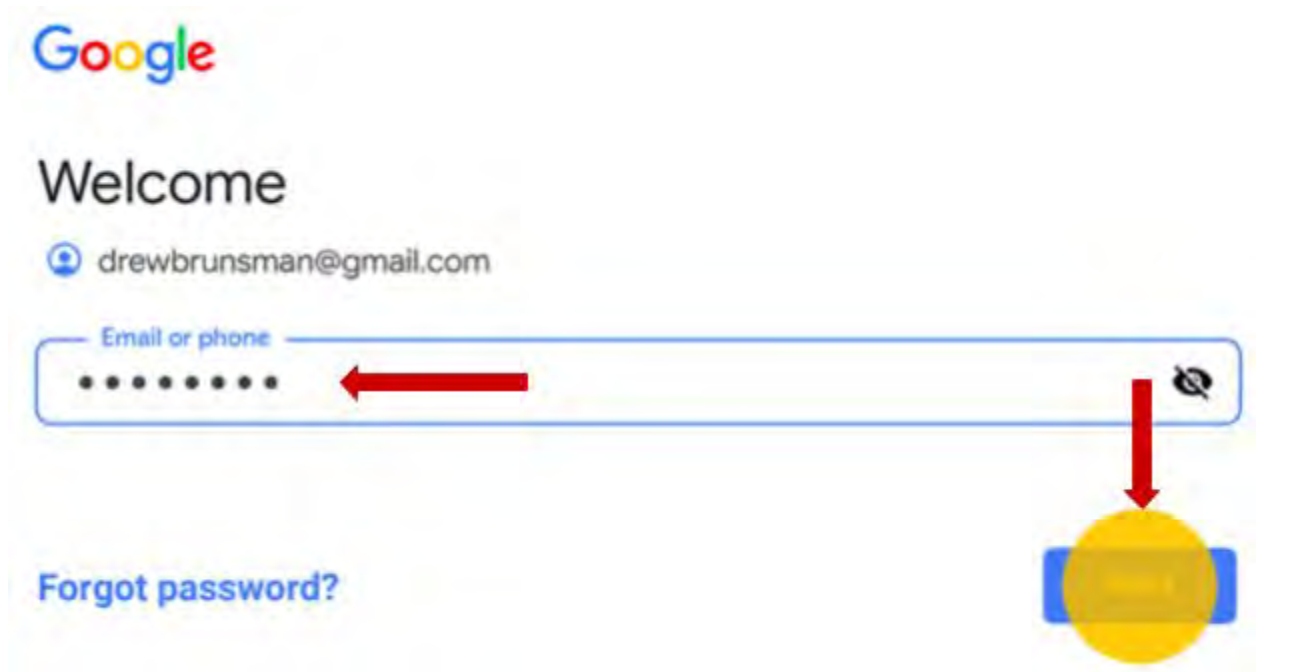 Google
Welcome
drewbrunsman@gmail.com
Email or phone
••••••••
Forgot password?